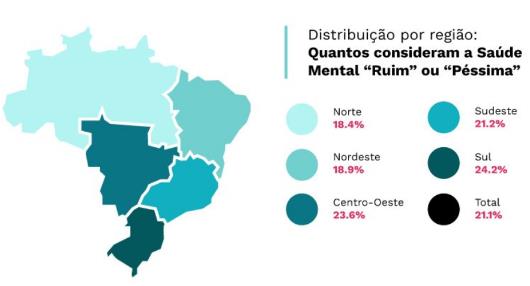 Distribuição por região:
Quantos consideram a Saúde
Mental “Ruim” ou “Péssima”
Norte
18.4%
Sudeste
21.2%
Nordeste
18.9%
Sul
24.2%
Centro-Oeste
23.6%
Total
21.1%